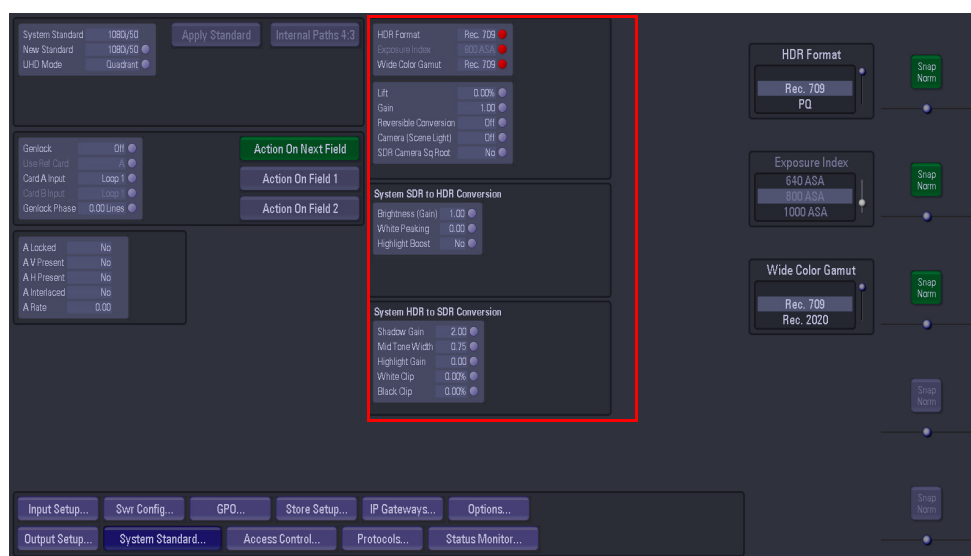 System Standard 1080i/50
New Standard 1080i/50
UHD Mode Quadrant
Apply Standard
Internal Paths 4:3
Genlock Off
Use Ref Card A
Card A Input Loop 1
Card B Input Loop 1
Genlock Phase 0.00 Lines
Action On Next Field
Action On Field 1
Action On Field 2
A Locked No
A V Present No
A H Present No
A Interlaced No
A Rate 0.00
HDR Format Rec. 709
Exposure Index 800 ASA
Wide Color Gamut Rec. 709
Lift 0.00%
Gain 1.00
Reversible Conversion Off
Camera (Scene Light) Off
SDR Camera Sq Root No
System SDR to HDR Conversion
Brightness (Gain) 1.00
White Peaking 0.00
Highlight Boost No
System HDR to SDR Conversion
Shadow Gain 2.00
Mid Tone Width 0.75
Highlight Gain 0.00
White Clip 0.00%
Black Clip 0.00%
HDR Format
Rec. 709
PQ
Snap
Norm
Exposure Index
640 ASA
800 ASA
1000 ASA
Snap
Norm
Wide Color Gamut
Rec. 709
Rec. 2020
Snap
Norm
Snap
Norm
Snap
Norm
Input Setup... Swr Config... GPO... Store Setup... IP Gateways... Options...
Output Setup... System Standard... Access Control... Protocols... Status Monitor...